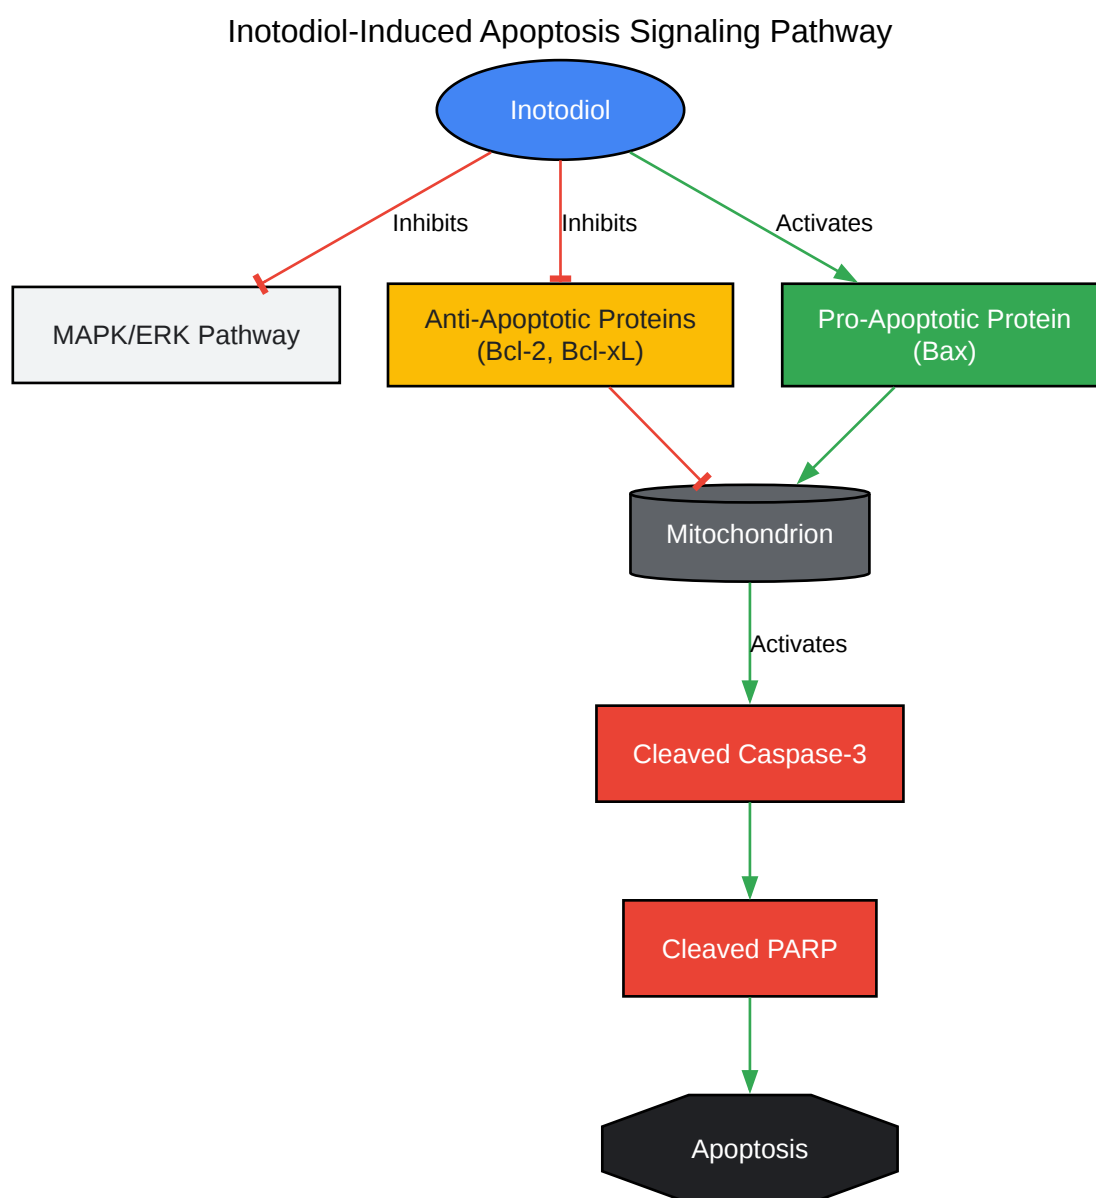 Inotodiol-Induced Apoptosis Signaling Pathway
Inotodiol
Inhibits
Inhibits
Activates
MAPK/ERK Pathway
Anti-Apoptotic Proteins
(Bcl-2, Bcl-xL)
Pro-Apoptotic Protein
(Bax)
Mitochondrion
Activates
Cleaved Caspase-3
Cleaved PARP
Apoptosis